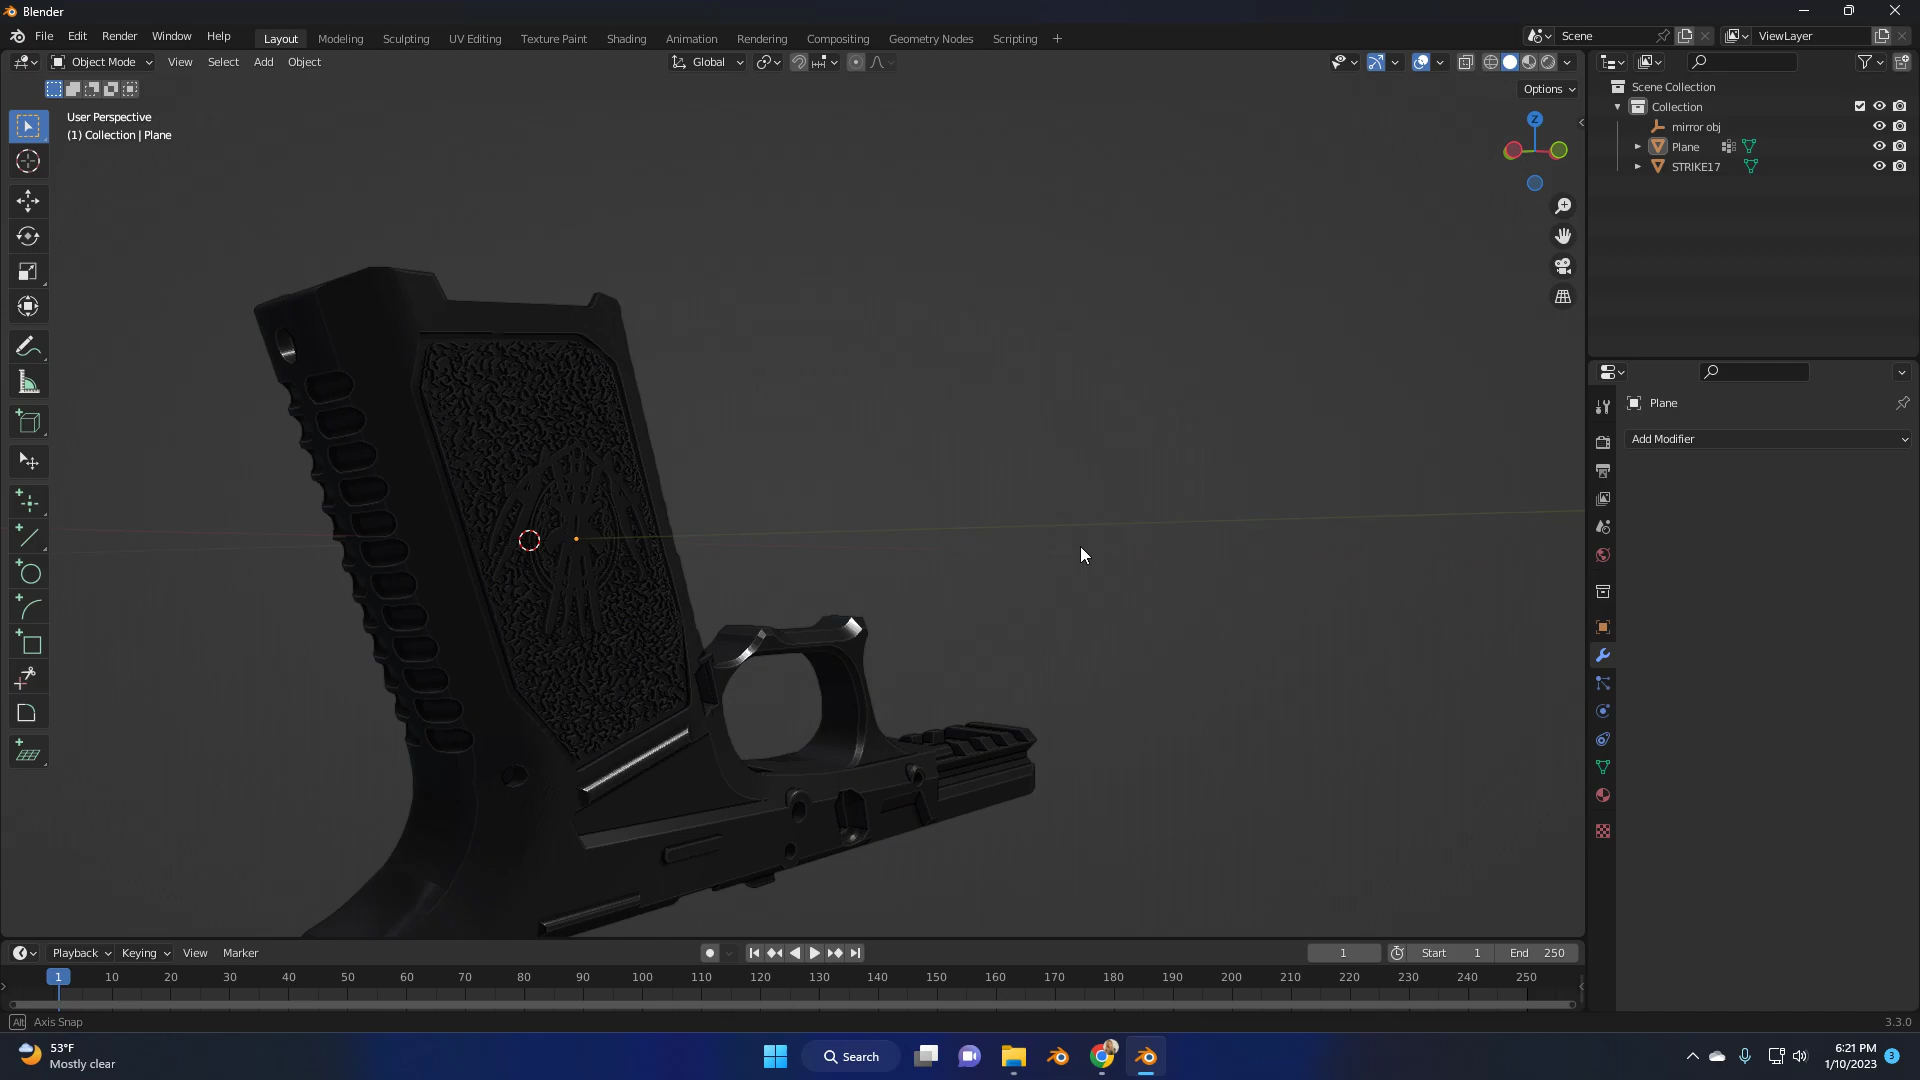 Blender
File Edit Render Window Help
Layout Modeling Sculpting UV Editing Texture Paint Shading Animation Rendering Compositing Geometry Nodes Scripting +
Scene
ViewLayer
Object Mode View Select Add Object
Global
Options
User Perspective
(1) Collection | Plane
Z
Scene Collection
Collection
mirror obj
Plane
STRIKE17
Plane
Add Modifier
Playback Keying View Marker
1
Start 1
End 250
1 10 20 30 40 50 60 70 80 90 100 110 120 130 140 150 160 170 180 190 200 210 220 230 240 250
Alt Axis Snap
3.3.0
53°F
Mostly clear
Search
6:21 PM
1/10/2023
3